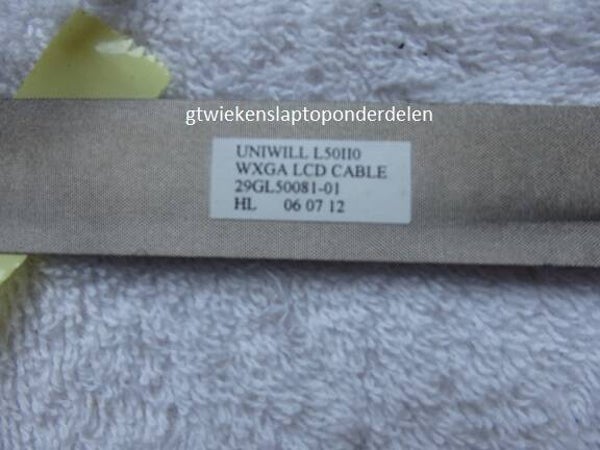 gtwiekenslaptoponderdelen
UNIWILL L50II0
WXGA LCD CABLE
29GL50081-01
HL 06 07 12